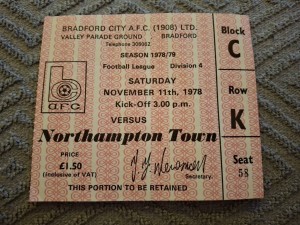 BRADFORD CITY A.F.C. (1908) LTD.
VALLEY PARADE GROUND : BRADFORD
Telephone 306062
SEASON 1978/79
Football League Division 4
SATURDAY
NOVEMBER 11th, 1978
Kick-Off 3.00 p.m.
VERSUS
Northampton Town
PRICE
£1.50
(inclusive of VAT)
Secretary.
THIS PORTION TO BE RETAINED
A.F.C.
Block
C
Row
K
Seat
58